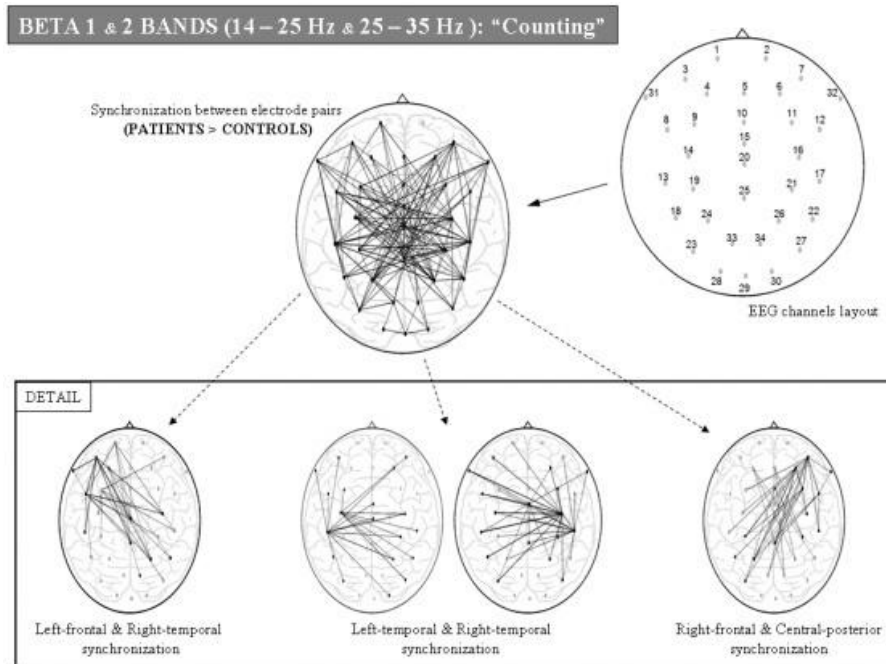 BETA 1 & 2 BANDS (14 – 25 Hz & 25 – 35 Hz ): “Counting”
Synchronization between electrode pairs
(PATIENTS > CONTROLS)
1 2
3 7
31 4 5 6 32
8 9 10 11 12
15
14 20 16
13 19 21 17
25
18 24 26 22
23 33 34 27
28 29 30
EEG channels layout
DETAIL
Left-frontal & Right-temporal
synchronization
Left-temporal & Right-temporal
synchronization
Right-frontal & Central-posterior
synchronization